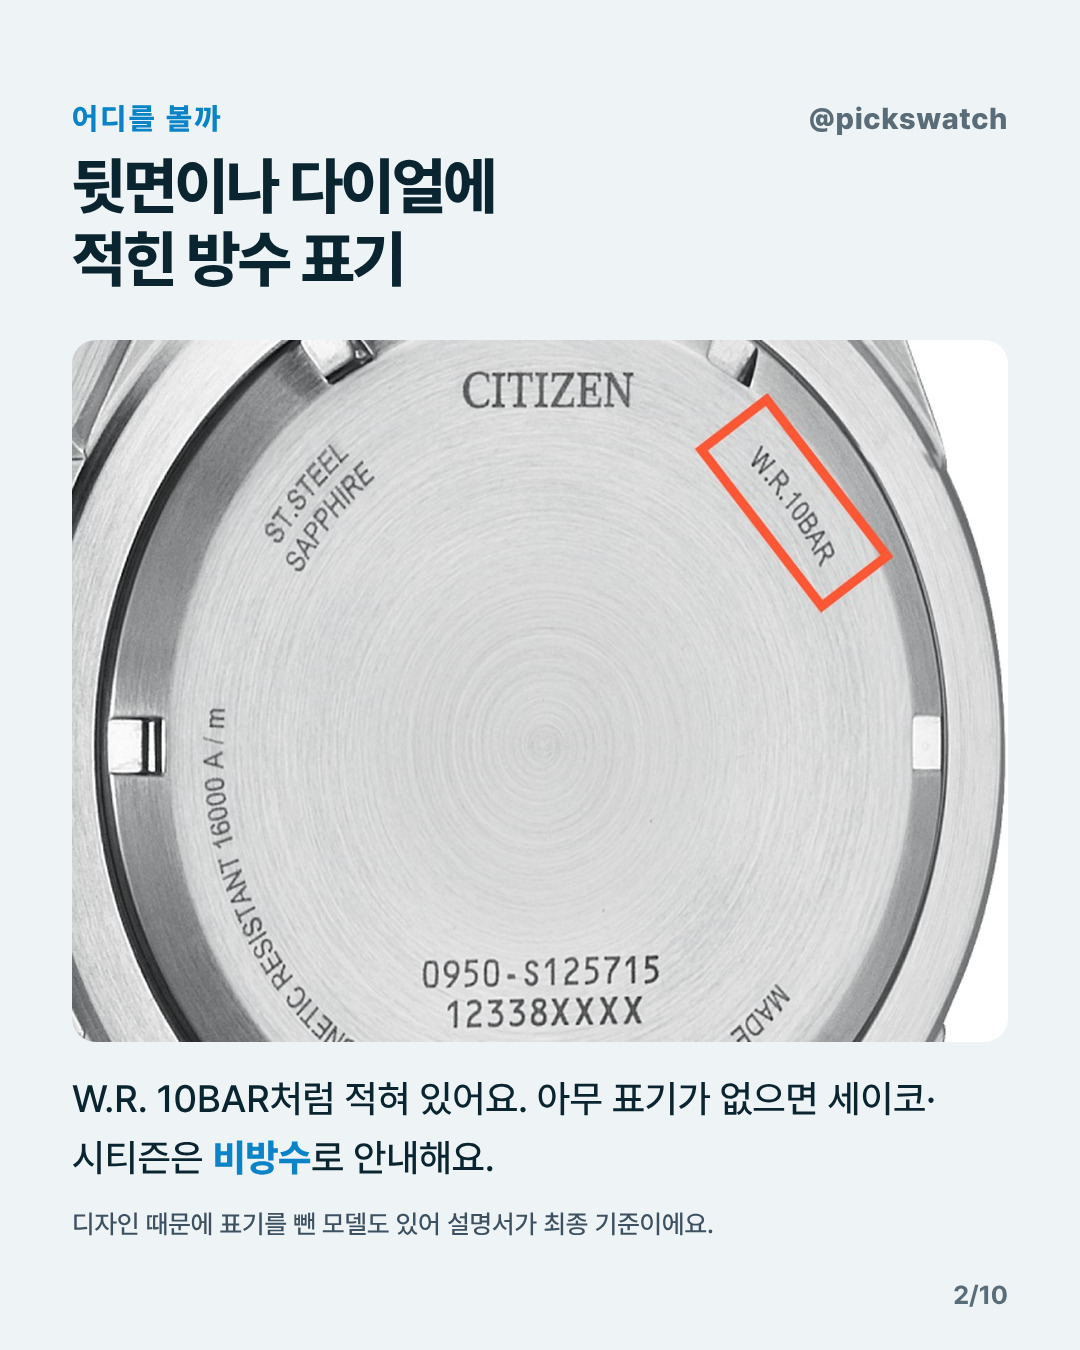 어디를 볼까
@pickswatch
뒷면이나 다이얼에
적힌 방수 표기
CITIZEN
ST.STEEL
SAPPHIRE
W.R.10BAR
16000 A / m
NETIC RESISTANT
0950-S125715
12338XXXX
MADE
W.R. 10BAR처럼 적혀 있어요. 아무 표기가 없으면 세이코·
시티즌은 비방수로 안내해요.
디자인 때문에 표기를 뺀 모델도 있어 설명서가 최종 기준이에요.
2/10